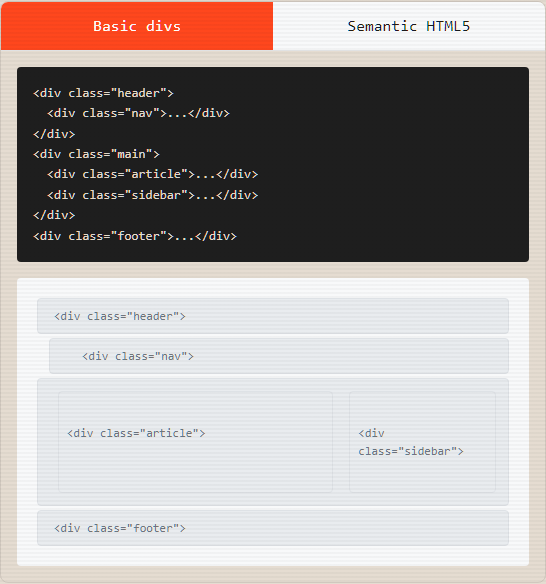 Basic divs
Semantic HTML5
<div class="header">
  <div class="nav">...</div>
</div>
<div class="main">
  <div class="article">...</div>
  <div class="sidebar">...</div>
</div>
<div class="footer">...</div>
<div class="header">
<div class="nav">
<div class="article">
<div
class="sidebar">
<div class="footer">